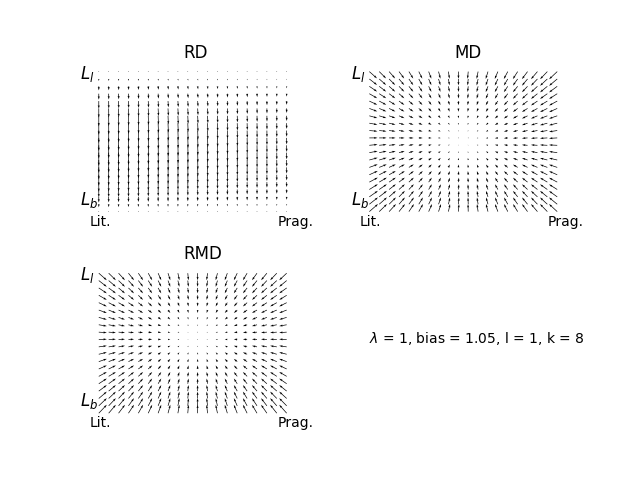 RD
L_l
L_b
Lit. Prag.
MD
L_l
L_b
Lit. Prag.
RMD
L_l
L_b
Lit. Prag.
λ = 1, bias = 1.05, l = 1, k = 8